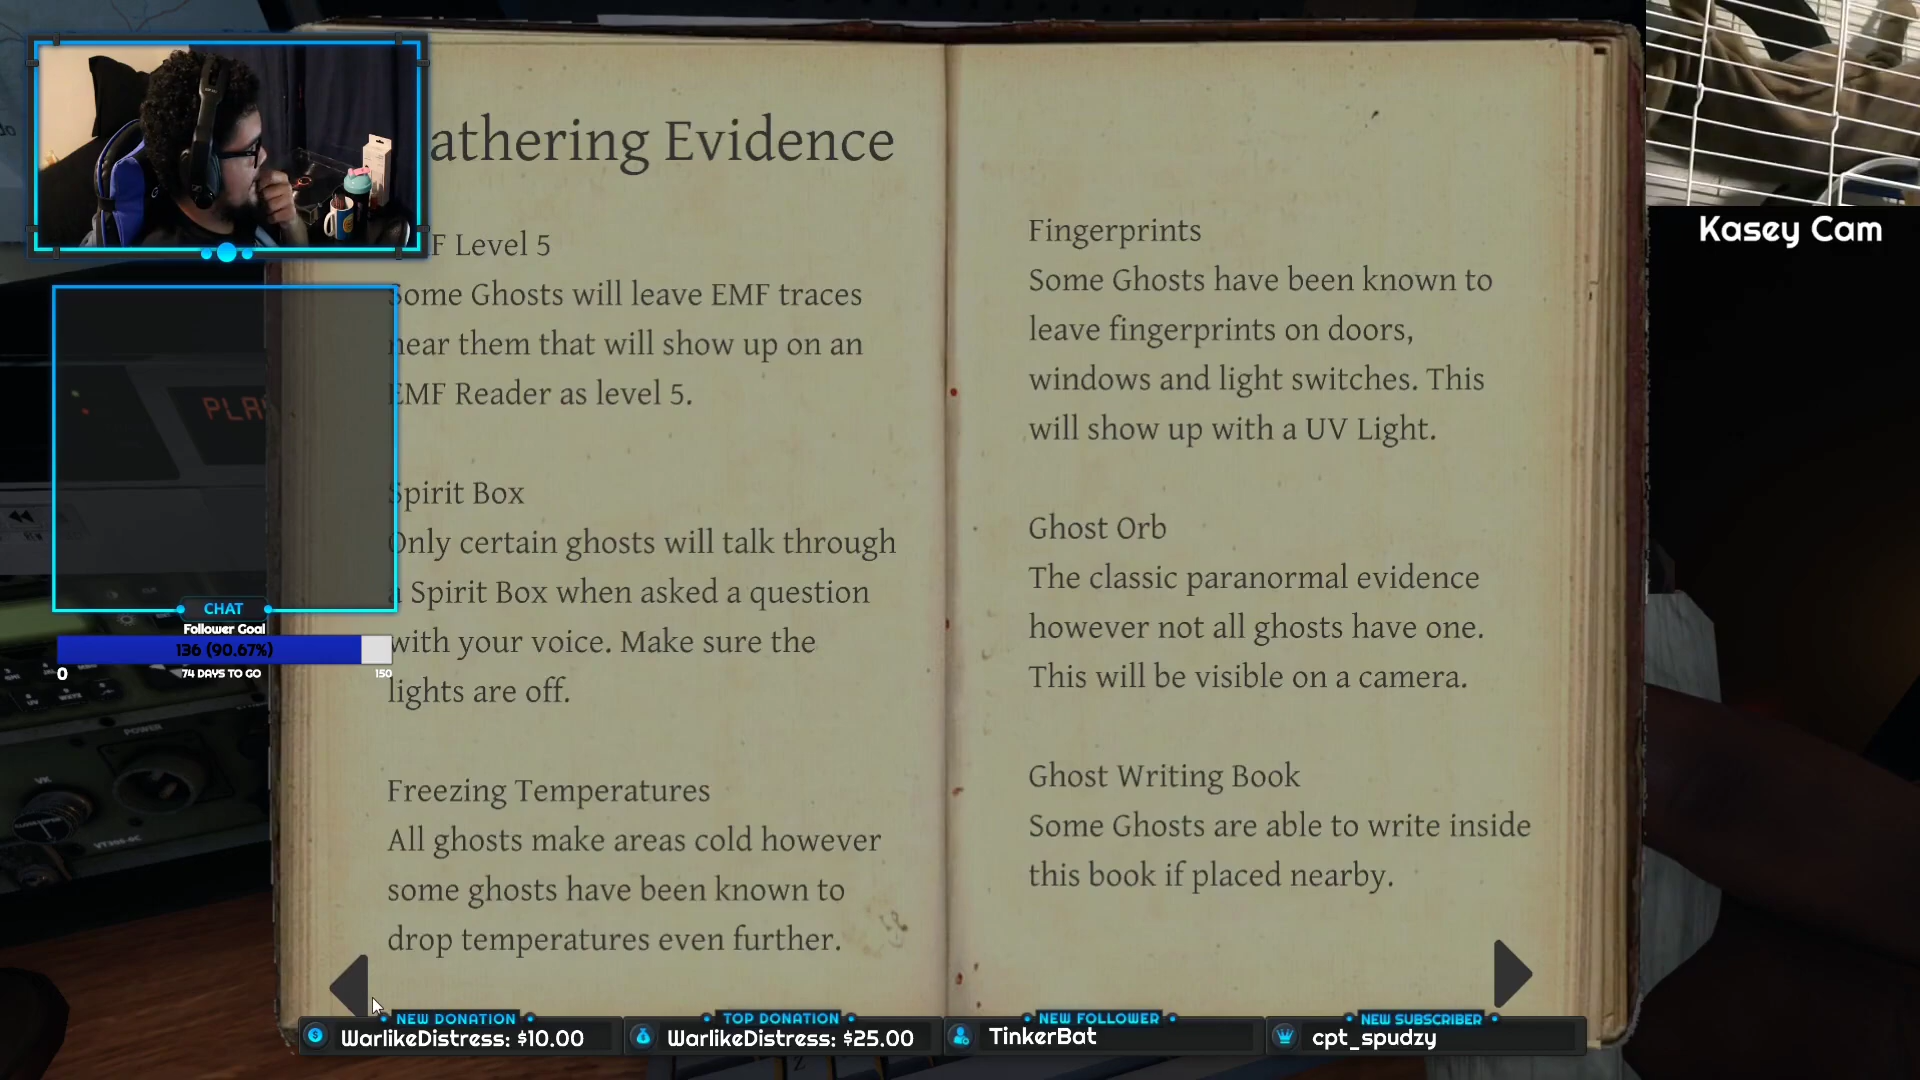 athering Evidence
F Level 5
Some Ghosts will leave EMF traces
near them that will show up on an
EMF Reader as level 5.
Spirit Box
Only certain ghosts will talk through
a Spirit Box when asked a question
with your voice. Make sure the
lights are off.
Freezing Temperatures
All ghosts make areas cold however
some ghosts have been known to
drop temperatures even further.
Fingerprints
Some Ghosts have been known to
leave fingerprints on doors,
windows and light switches. This
will show up with a UV Light.
Ghost Orb
The classic paranormal evidence
however not all ghosts have one.
This will be visible on a camera.
Ghost Writing Book
Some Ghosts are able to write inside
this book if placed nearby.
Kasey Cam
PLA
CHAT
Follower Goal
136 (90.67%)
0
74 DAYS TO GO
150
POWER
NEW DONATION
WarlikeDistress: $10.00
TOP DONATION
WarlikeDistress: $25.00
NEW FOLLOWER
TinkerBat
NEW SUBSCRIBER
cpt_spudzy